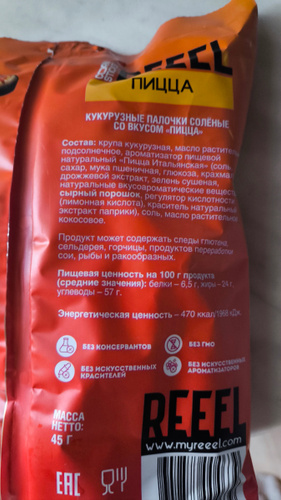 REEEL
ПИЦЦА
КУКУРУЗНЫЕ ПАЛОЧКИ СОЛЁНЫЕ
СО ВКУСОМ «ПИЦЦА»
Состав: крупа кукурузная, масло растительное
подсолнечное, ароматизатор пищевой
натуральный «Пицца Итальянская» (соль,
сахар, мука пшеничная, глюкоза, крахмал,
дрожжевой экстракт, зелень сушеная,
натуральные вкусоароматические вещества,
сырный порошок, регулятор кислотности
(лимонная кислота), краситель натуральный
экстракт паприки), соль, масло растительное
кокосовое.
Продукт может содержать следы глютена,
сельдерея, горчицы, продуктов переработки
сои, рыбы и ракообразных.
Пищевая ценность на 100 г продукта
(средние значения): белки – 6,5 г, жиры – 24 г,
углеводы – 57 г.
Энергетическая ценность – 470 ккал/1968 кДж.
БЕЗ КОНСЕРВАНТОВ
БЕЗ ГМО
БЕЗ ИСКУССТВЕННЫХ
КРАСИТЕЛЕЙ
БЕЗ ИСКУССТВЕННЫХ
АРОМАТИЗАТОРОВ
МАССА
НЕТТО:
45 Г
REEEL
www.myreeel.com
EAC